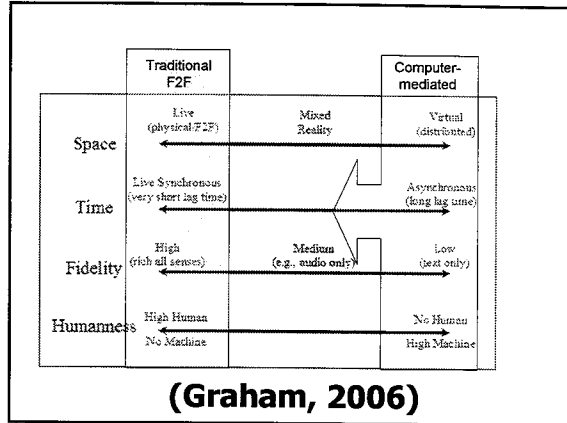 Traditional
F2F
Computer-
mediated
Live
(physical/F2F)
Mixed
Reality
Virtual
(distributed)
Space
Live Synchronous
(very short lag time)
Asynchronous
(long lag time)
Time
High
(rich all senses)
Medium
(e.g., audio only)
Low
(text only)
Fidelity
High Human
No Machine
No Human
High Machine
Humanness
(Graham, 2006)